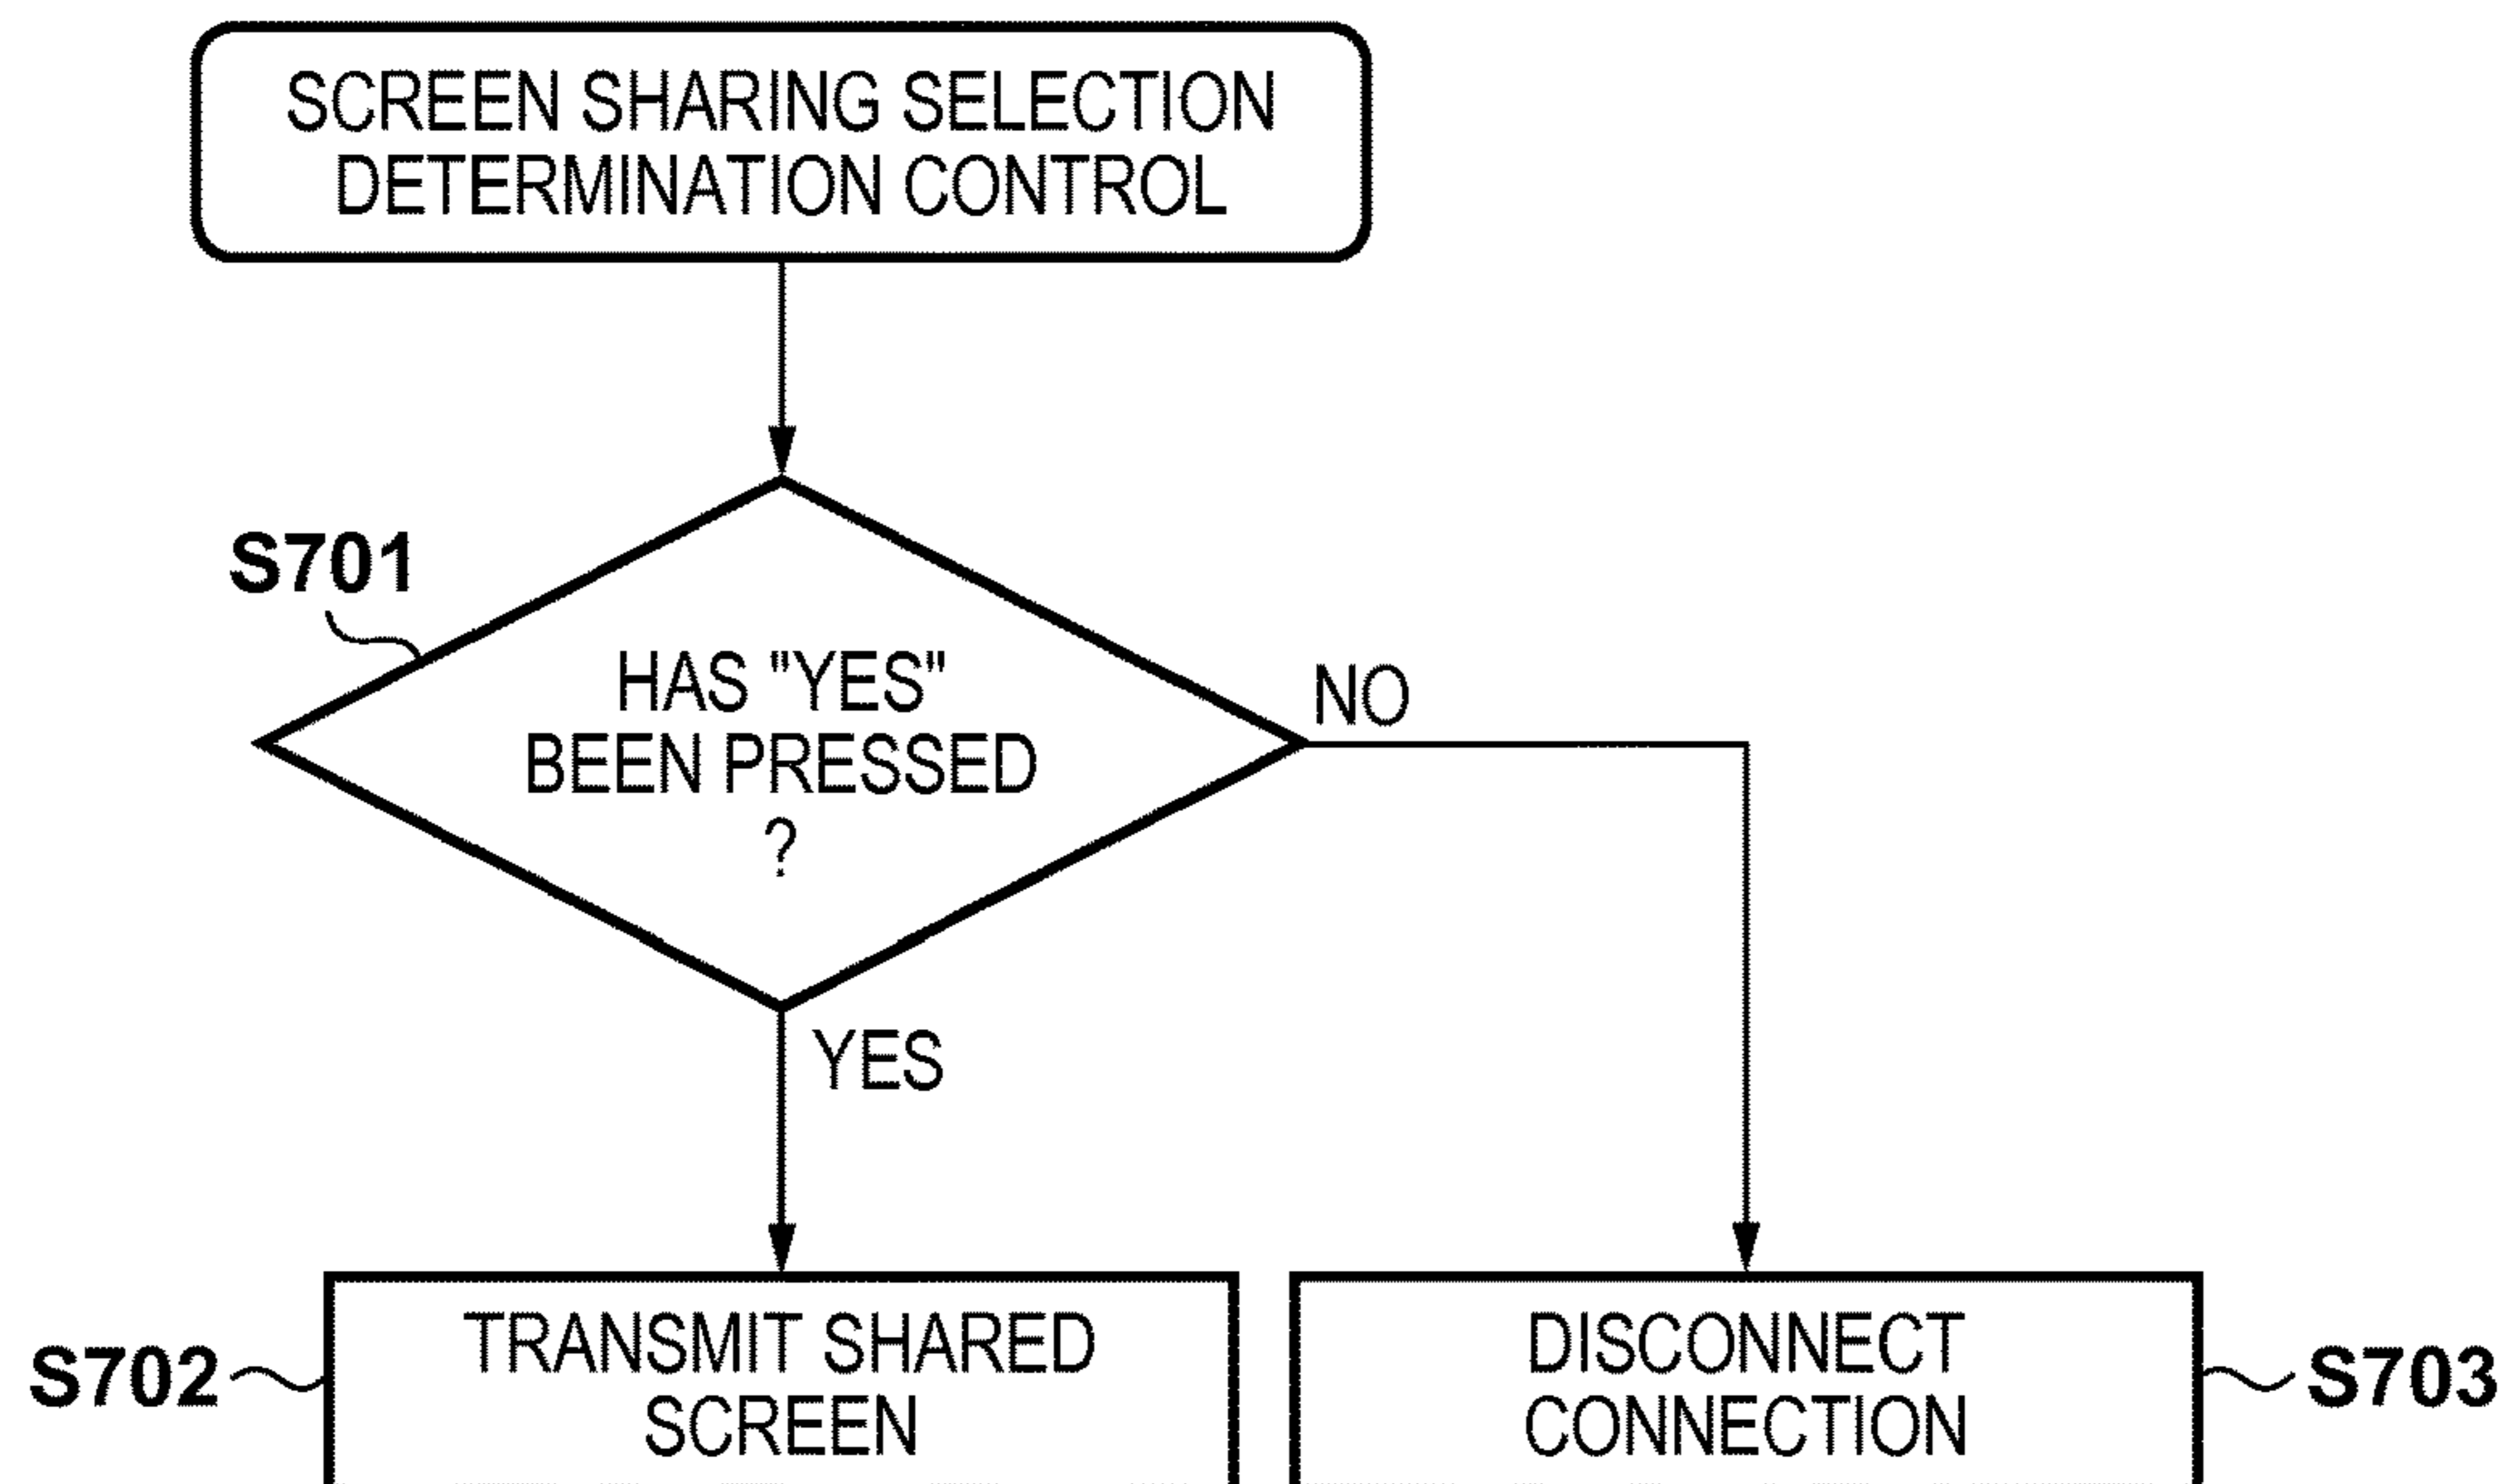 SCREEN SHARING SELECTION
DETERMINATION CONTROL
S701
HAS "YES"
BEEN PRESSED
?
NO
YES
S702
TRANSMIT SHARED
SCREEN
DISCONNECT
CONNECTION
S703